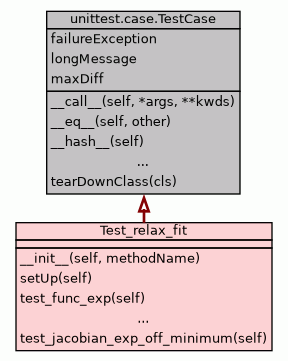 unittest.case.TestCase
failureException
longMessage
maxDiff
__call__(self, *args, **kwds)
__eq__(self, other)
__hash__(self)
...
tearDownClass(cls)
Test_relax_fit
__init__(self, methodName)
setUp(self)
test_func_exp(self)
...
test_jacobian_exp_off_minimum(self)